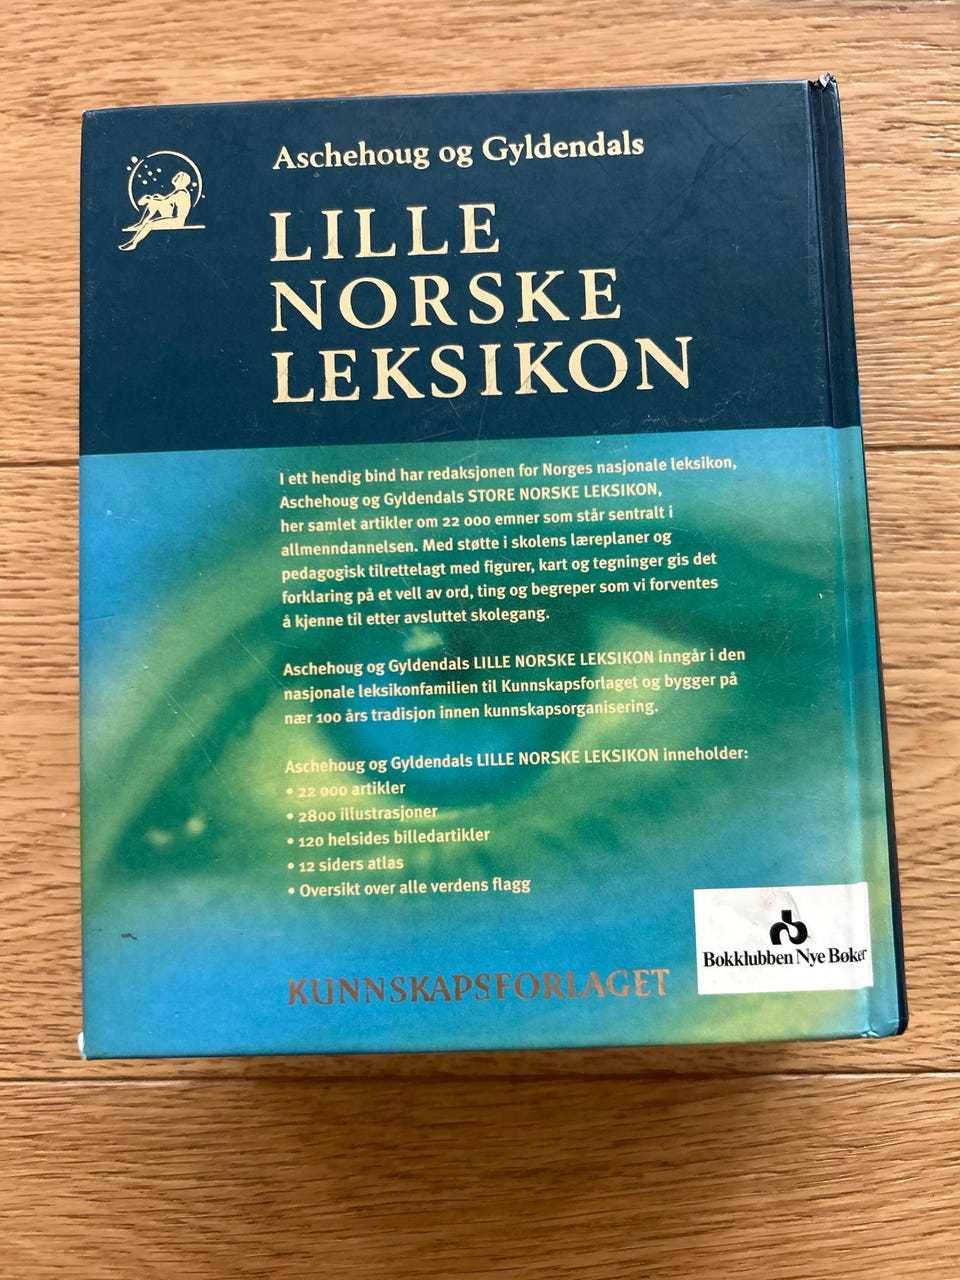 Aschehoug og Gyldendals
LILLE
NORSKE
LEKSIKON
I ett hendig bind har redaksjonen for Norges nasjonale leksikon,
Aschehoug og Gyldendals STORE NORSKE LEKSIKON,
her samlet artikler om 22 000 emner som står sentralt i
allmenndannelsen. Med støtte i skolens læreplaner og
pedagogisk tilrettelagt med figurer, kart og tegninger gis det
forklaring på et vell av ord, ting og begreper som vi forventes
å kjenne til etter avsluttet skolegang.
Aschehoug og Gyldendals LILLE NORSKE LEKSIKON inngår i den
nasjonale leksikonfamilien til Kunnskapsforlaget og bygger på
nær 100 års tradisjon innen kunnskapsorganisering.
Aschehoug og Gyldendals LILLE NORSKE LEKSIKON inneholder:
• 22 000 artikler
• 2800 illustrasjoner
• 120 helsides billedartikler
• 12 siders atlas
• Oversikt over alle verdens flagg
Bokklubben Nye Bøker
KUNNSKAPSFORLAGET